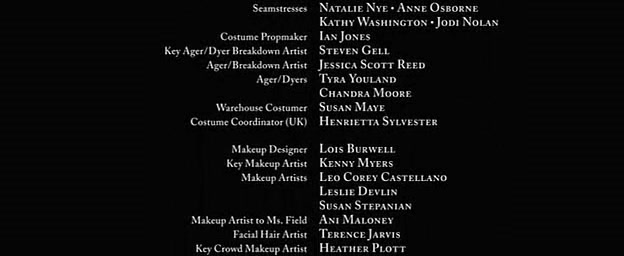 Seamstresses NATALIE NYE • ANNE OSBORNE
KATHY WASHINGTON • JODI NOLAN
Costume Propmaker IAN JONES
Key Ager/Dyer Breakdown Artist STEVEN GELL
Ager/Breakdown Artist JESSICA SCOTT REED
Ager/Dyers TYRA YOULAND
CHANDRA MOORE
Warehouse Costumer SUSAN MAYE
Costume Coordinator (UK) HENRIETTA SYLVESTER
Makeup Designer LOIS BURWELL
Key Makeup Artist KENNY MYERS
Makeup Artists LEO COREY CASTELLANO
LESLIE DEVLIN
SUSAN STEPANIAN
Makeup Artist to Ms. Field ANI MALONEY
Facial Hair Artist TERENCE JARVIS
Key Crowd Makeup Artist HEATHER PLOTT